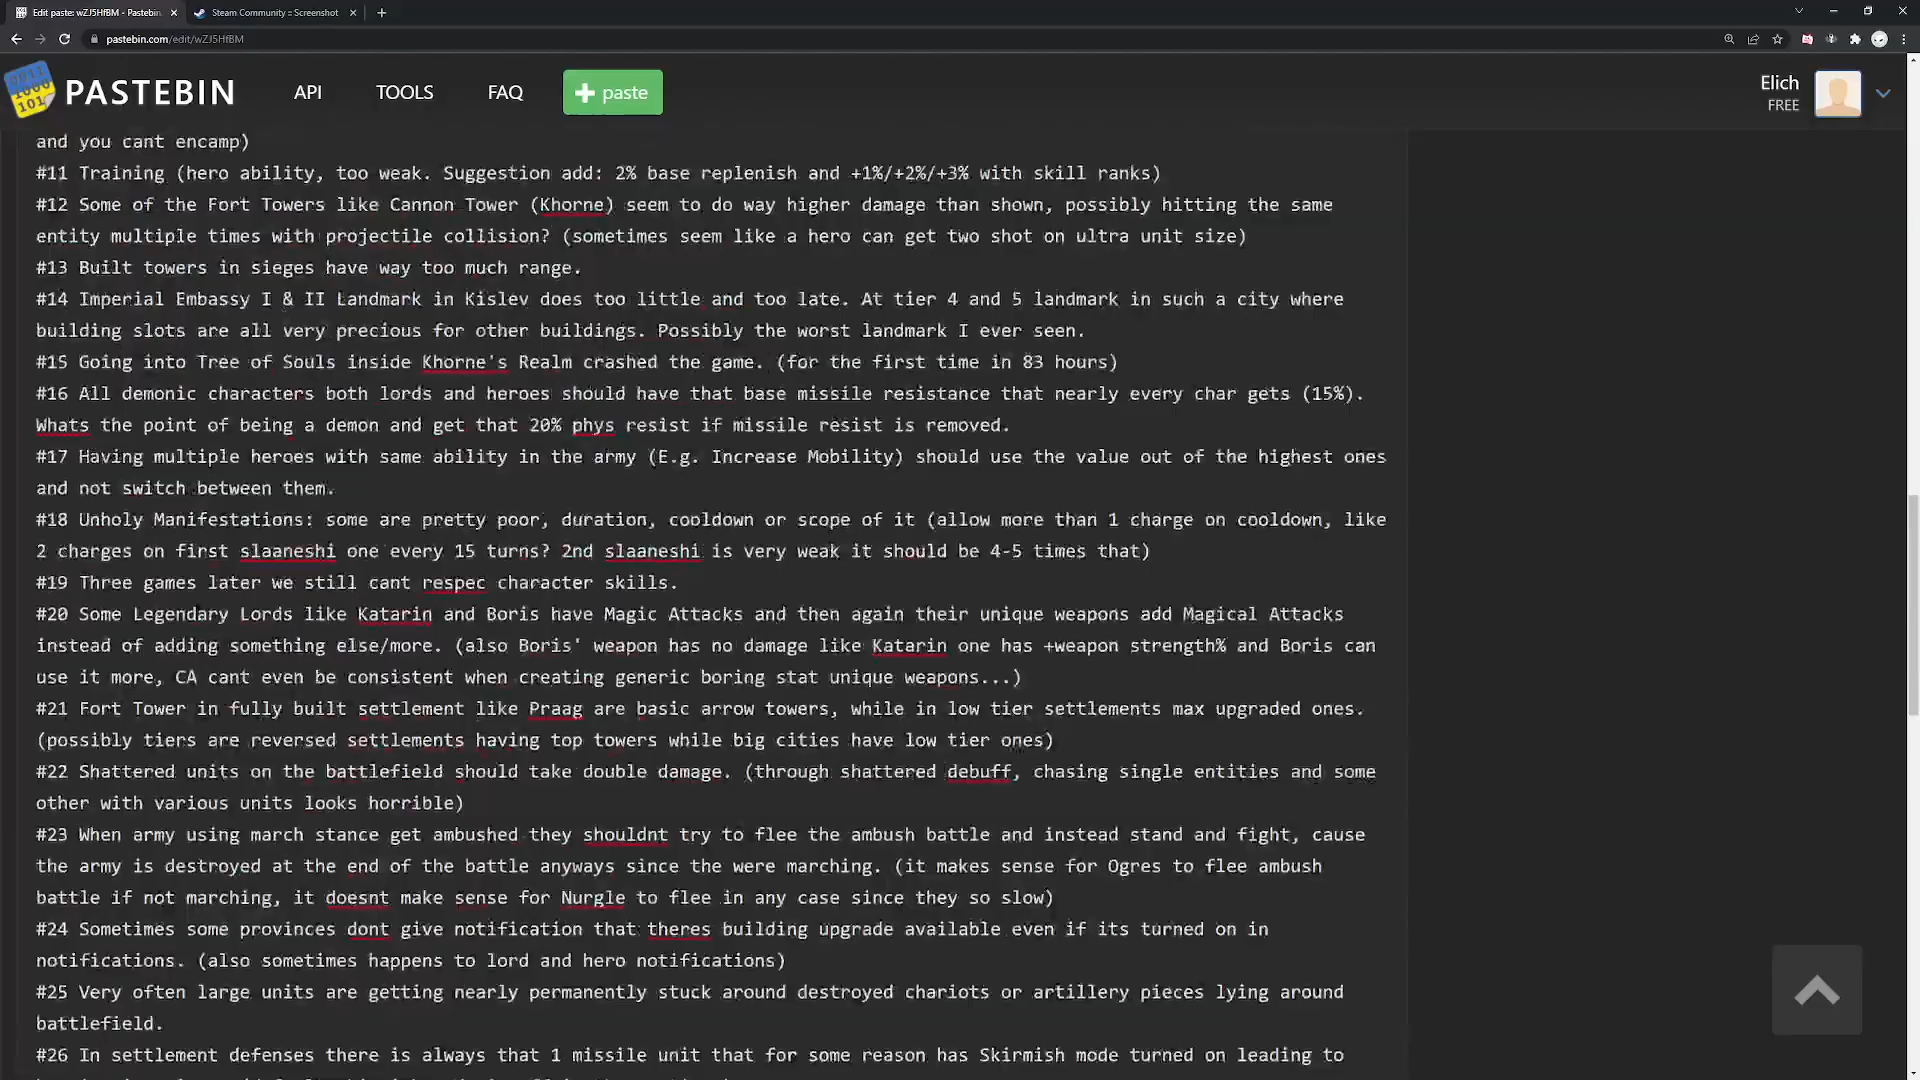 Edit paste: wZJ5HfBM - Pastebin
Steam Community :: Screenshot
pastebin.com/edit/wZJ5HfBM
PASTEBIN
API
TOOLS
FAQ
paste
Elich
FREE
and you cant encamp)
#11 Training (hero ability, too weak. Suggestion add: 2% base replenish and +1%/+2%/+3% with skill ranks)
#12 Some of the Fort Towers like Cannon Tower (Khorne) seem to do way higher damage than shown, possibly hitting the same
entity multiple times with projectile collision? (sometimes seem like a hero can get two shot on ultra unit size)
#13 Built towers in sieges have way too much range.
#14 Imperial Embassy I & II Landmark in Kislev does too little and too late. At tier 4 and 5 landmark in such a city where
building slots are all very precious for other buildings. Possibly the worst landmark I ever seen.
#15 Going into Tree of Souls inside Khorne's Realm crashed the game. (for the first time in 83 hours)
#16 All demonic characters both lords and heroes should have that base missile resistance that nearly every char gets (15%).
Whats the point of being a demon and get that 20% phys resist if missile resist is removed.
#17 Having multiple heroes with same ability in the army (E.g. Increase Mobility) should use the value out of the highest ones
and not switch between them.
#18 Unholy Manifestations: some are pretty poor, duration, cooldown or scope of it (allow more than 1 charge on cooldown, like
2 charges on first slaaneshi one every 15 turns? 2nd slaaneshi is very weak it should be 4-5 times that)
#19 Three games later we still cant respec character skills.
#20 Some Legendary Lords like Katarin and Boris have Magic Attacks and then again their unique weapons add Magical Attacks
instead of adding something else/more. (also Boris' weapon has no damage like Katarin one has +weapon strength% and Boris can
use it more, CA cant even be consistent when creating generic boring stat unique weapons...)
#21 Fort Tower in fully built settlement like Praag are basic arrow towers, while in low tier settlements max upgraded ones.
(possibly tiers are reversed settlements having top towers while big cities have low tier ones)
#22 Shattered units on the battlefield should take double damage. (through shattered debuff, chasing single entities and some
other with various units looks horrible)
#23 When army using march stance get ambushed they shouldnt try to flee the ambush battle and instead stand and fight, cause
the army is destroyed at the end of the battle anyways since the were marching. (it makes sense for Ogres to flee ambush
battle if not marching, it doesnt make sense for Nurgle to flee in any case since they so slow)
#24 Sometimes some provinces dont give notification that theres building upgrade available even if its turned on in
notifications. (also sometimes happens to lord and hero notifications)
#25 Very often large units are getting nearly permanently stuck around destroyed chariots or artillery pieces lying around
battlefield.
#26 In settlement defenses there is always that 1 missile unit that for some reason has Skirmish mode turned on leading to